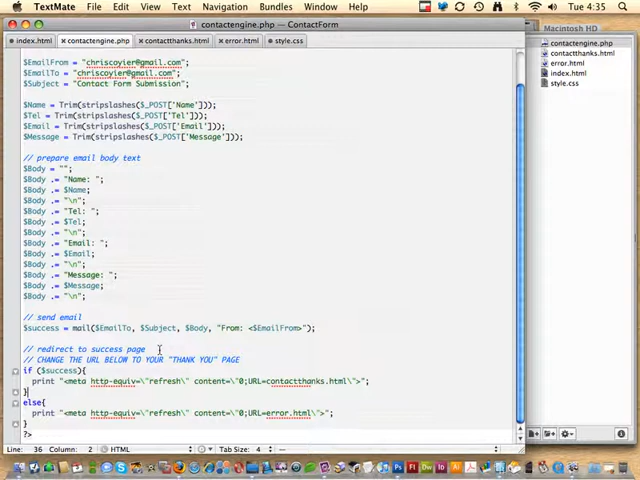 TextMate File Edit View Text Navigation Bundles Window Help Tue 4:35
contactengine.php — ContactForm
Macintosh HD
index.html contactengine.php contactthanks.html error.html style.css
$EmailFrom = "chriscoyier@gmail.com";
$EmailTo = "chriscoyier@gmail.com";
$Subject = "Contact Form Submission";
$Name = Trim(stripslashes($_POST['Name']));
$Tel = Trim(stripslashes($_POST['Tel']));
$Email = Trim(stripslashes($_POST['Email']));
$Message = Trim(stripslashes($_POST['Message']));
// prepare email body text
$Body = "";
$Body .= "Name: ";
$Body .= $Name;
$Body .= "\n";
$Body .= "Tel: ";
$Body .= $Tel;
$Body .= "\n";
$Body .= "Email: ";
$Body .= $Email;
$Body .= "\n";
$Body .= "Message: ";
$Body .= $Message;
$Body .= "\n";
// send email
$success = mail($EmailTo, $Subject, $Body, "From: <$EmailFrom>");
// redirect to success page
// CHANGE THE URL BELOW TO YOUR "THANK YOU" PAGE
if ($success){
print "<meta http-equiv=\"refresh\" content=\"0;URL=contactthanks.html\">";
}
else{
print "<meta http-equiv=\"refresh\" content=\"0;URL=error.html\">";
}
?>
Line: 36 Column: 2 HTML Tab Size: 4 —
contactengine.php
contactthanks.html
error.html
index.html
style.css